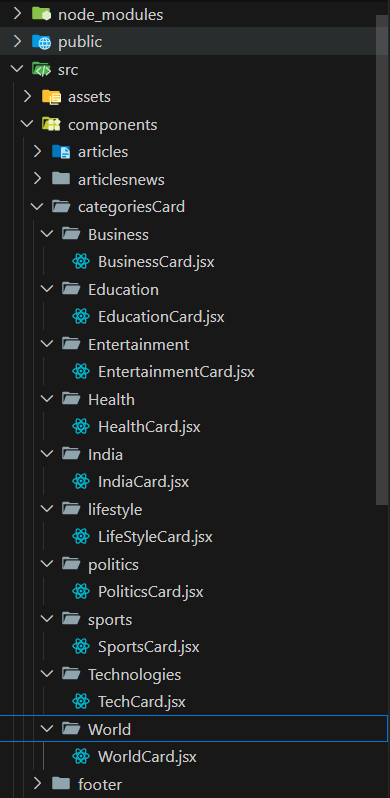 node_modules
public
src
assets
components
articles
articlesnews
categoriesCard
Business
BusinessCard.jsx
Education
EducationCard.jsx
Entertainment
EntertainmentCard.jsx
Health
HealthCard.jsx
India
IndiaCard.jsx
lifestyle
LifeStyleCard.jsx
politics
PoliticsCard.jsx
sports
SportsCard.jsx
Technologies
TechCard.jsx
World
WorldCard.jsx
footer